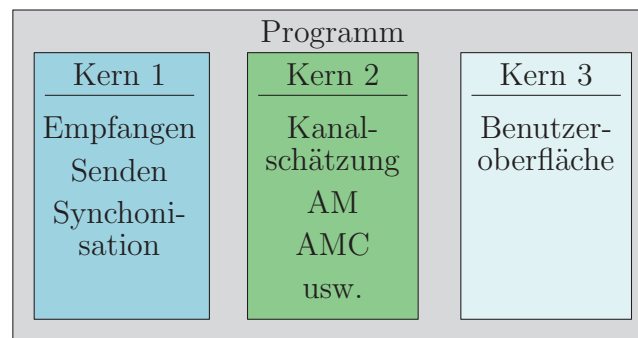 Programm
Kern 1
Empfangen
Senden
Synchoni-
sation
Kern 2
Kanal-
schätzung
AM
AMC
usw.
Kern 3
Benutzer-
oberfläche